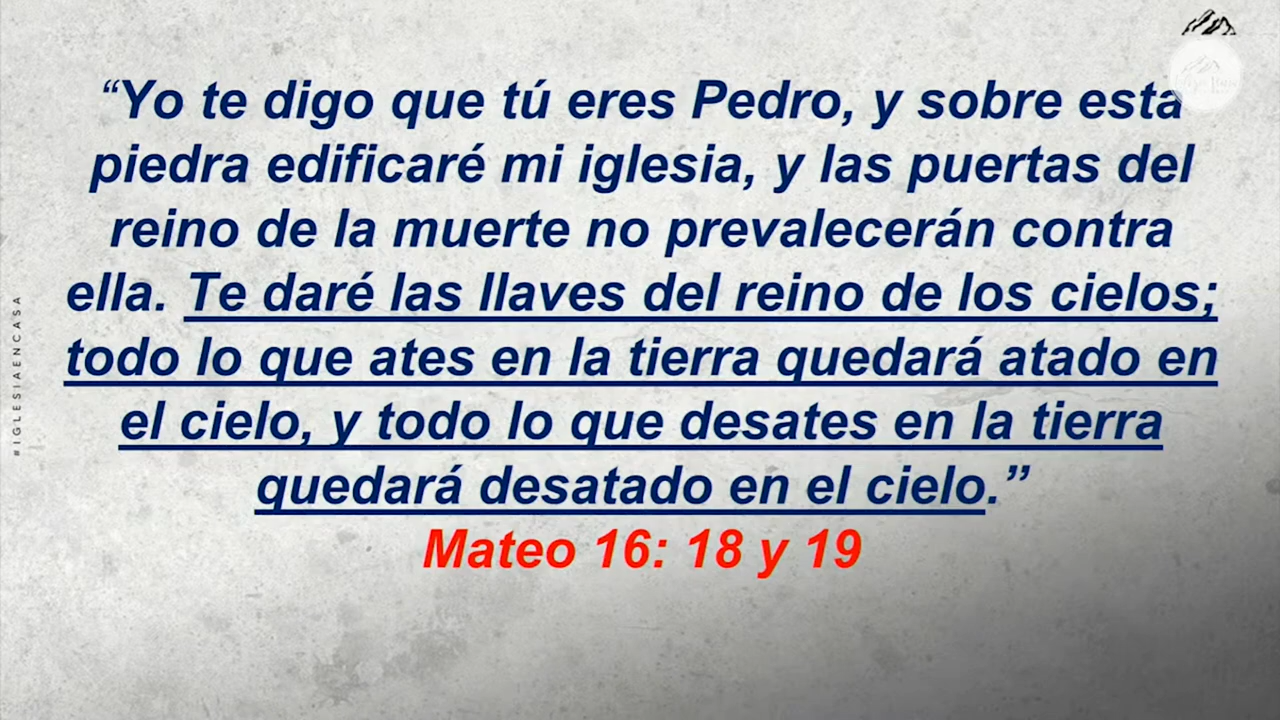 “Yo te digo que tú eres Pedro, y sobre esta
piedra edificaré mi iglesia, y las puertas del
reino de la muerte no prevalecerán contra
ella. Te daré las llaves del reino de los cielos;
todo lo que ates en la tierra quedará atado en
el cielo, y todo lo que desates en la tierra
quedará desatado en el cielo.”
Mateo 16: 18 y 19
#IGLESIAENCASA